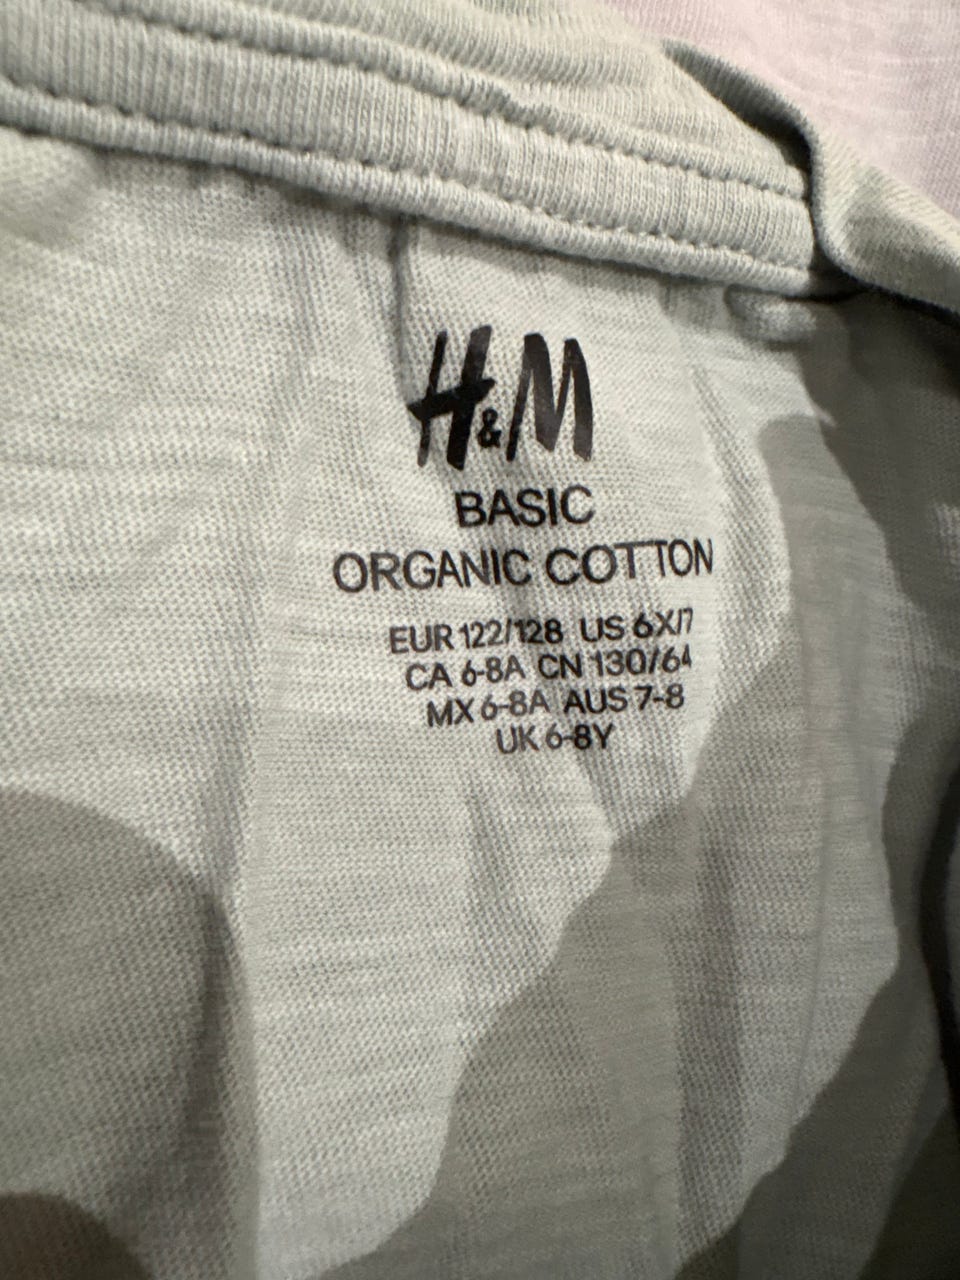 H&M
BASIC
ORGANIC COTTON
EUR 122/128 US 6X/7
CA 6-8A CN 130/64
MX 6-8A AUS 7-8
UK 6-8Y